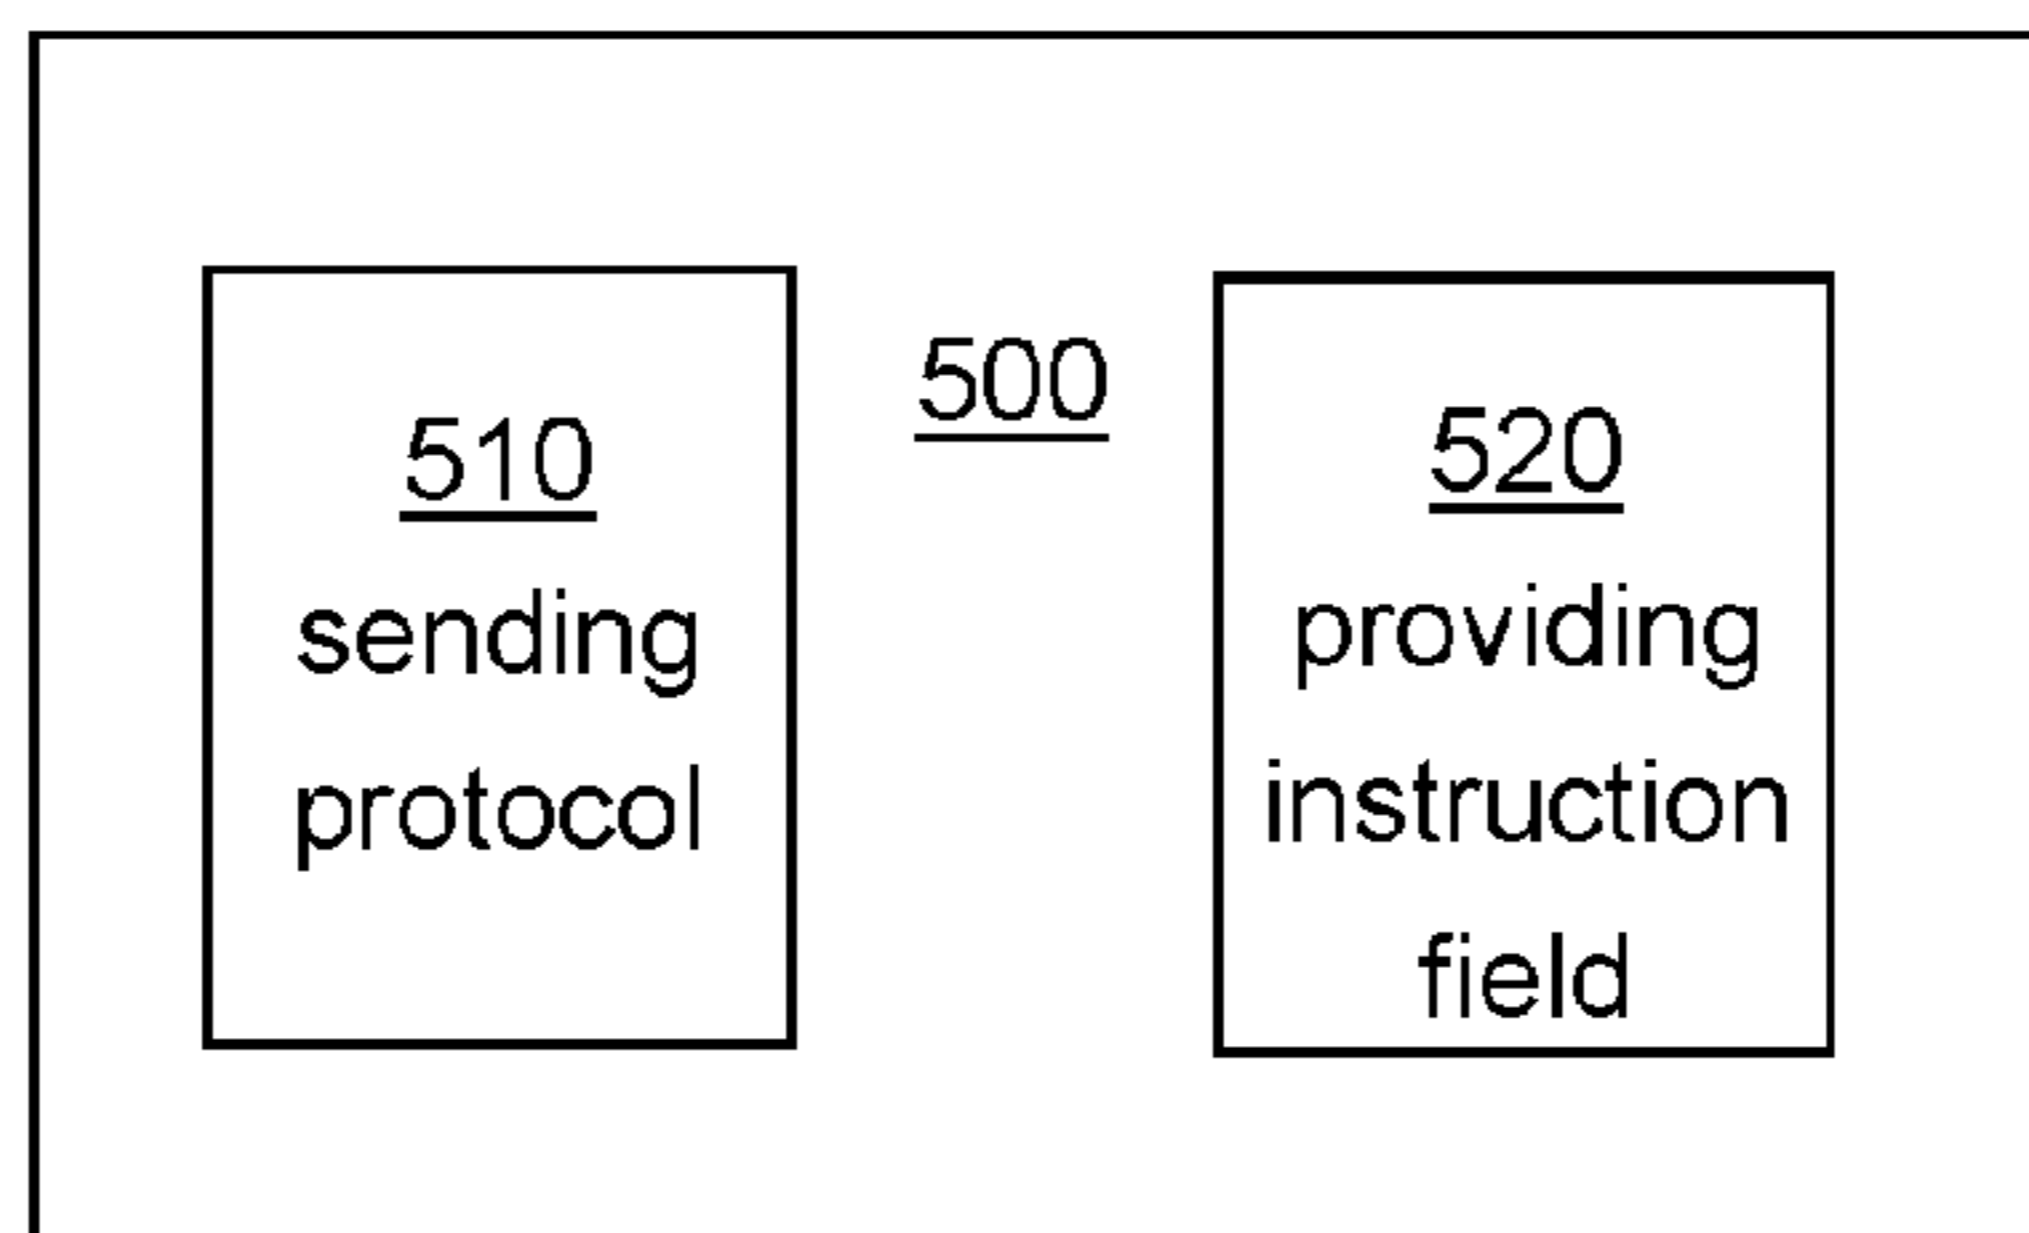 500
510
sending
protocol
520
providing
instruction
field